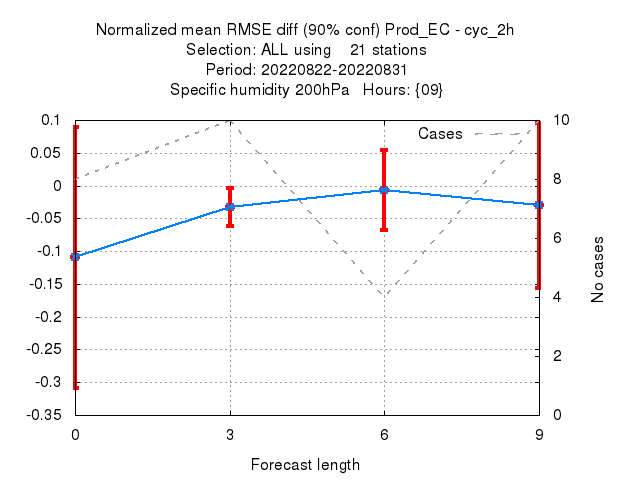 Normalized mean RMSE diff (90% conf) Prod_EC - cyc_2h
Selection: ALL using    21 stations
Period: 20220822-20220831
Specific humidity 200hPa   Hours: {09}
Cases
0.1
0.05
0
-0.05
-0.1
-0.15
-0.2
-0.25
-0.3
-0.35
10
8
6
4
2
0
No cases
0 3 6 9
Forecast length